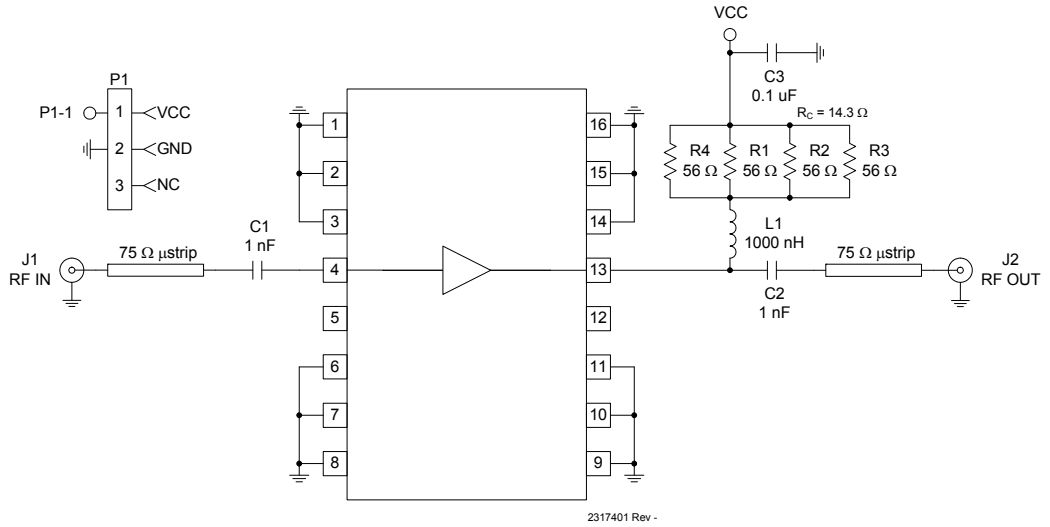 VCC
C3
0.1 uF
P1
P1-1
1
VCC
2
GND
3
NC
R_C = 14.3 Ω
R4
56 Ω
R1
56 Ω
R2
56 Ω
R3
56 Ω
1
2
3
4
5
6
7
8
16
15
14
13
12
11
10
9
J1
RF IN
75 Ω μstrip
C1
1 nF
L1
1000 nH
C2
1 nF
75 Ω μstrip
J2
RF OUT
2317401 Rev -